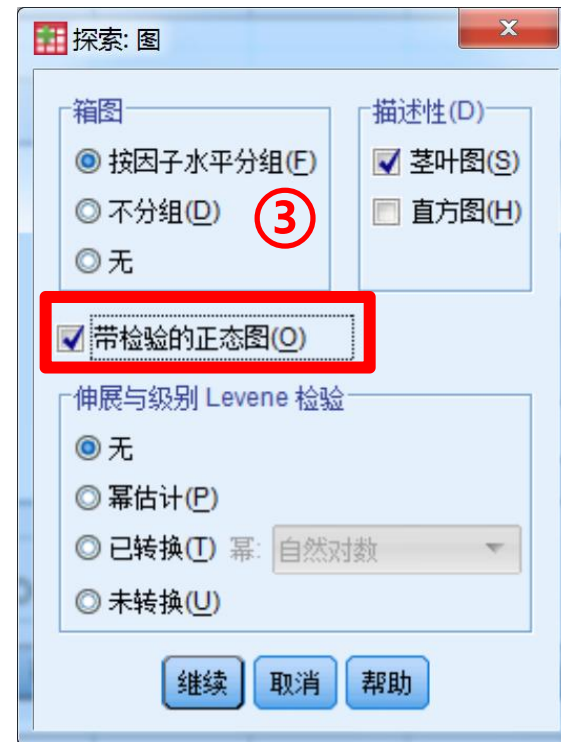 探索: 图
x
箱图
按因子水平分组(F)
不分组(D)
无
③
描述性(D)
茎叶图(S)
直方图(H)
带检验的正态图(O)
伸展与级别 Levene 检验
无
幂估计(P)
已转换(T) 幂: 自然对数
未转换(U)
继续 取消 帮助